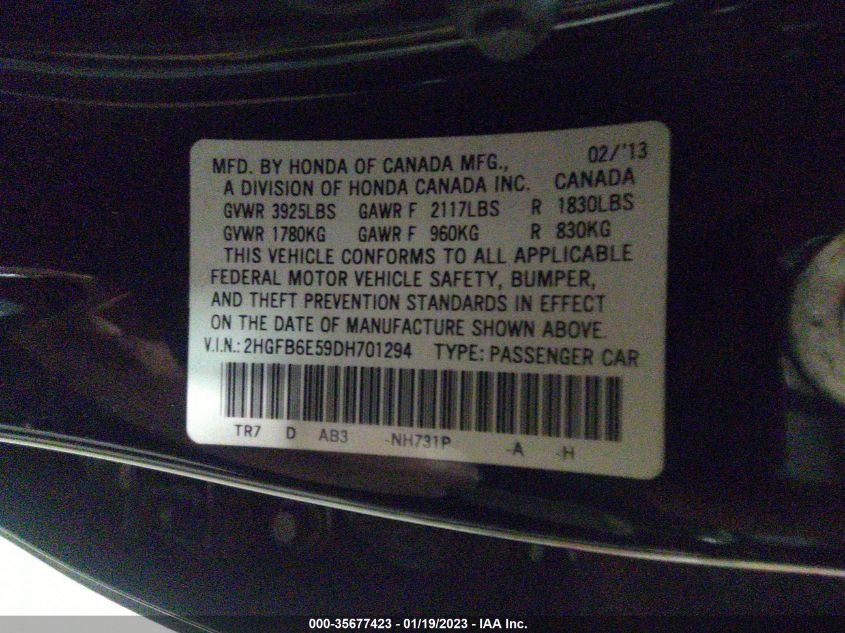 02/'13
MFD. BY HONDA OF CANADA MFG.,
A DIVISION OF HONDA CANADA INC. CANADA
GVWR 3925LBS GAWR F 2117LBS R 1830LBS
GVWR 1780KG GAWR F 960KG R 830KG
THIS VEHICLE CONFORMS TO ALL APPLICABLE
FEDERAL MOTOR VEHICLE SAFETY, BUMPER,
AND THEFT PREVENTION STANDARDS IN EFFECT
ON THE DATE OF MANUFACTURE SHOWN ABOVE.
V.I.N.: 2HGFB6E59DH701294 TYPE: PASSENGER CAR
TR7 D AB3 -NH731P -A -H
000-35677423 - 01/19/2023 - IAA Inc.